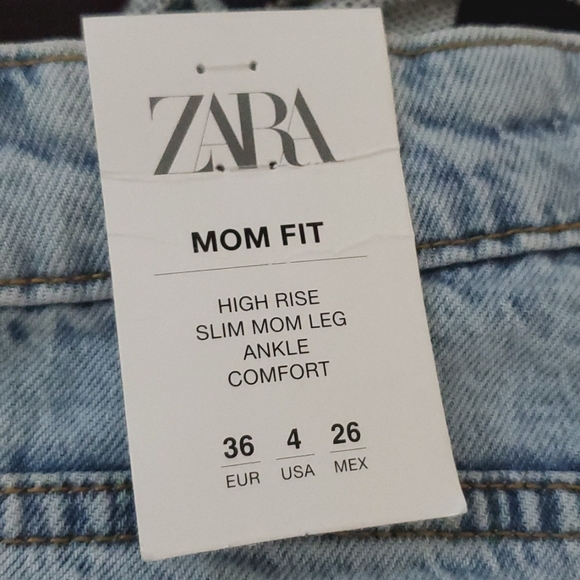 ZARA
MOM FIT
HIGH RISE
SLIM MOM LEG
ANKLE
COMFORT
36 4 26
EUR USA MEX